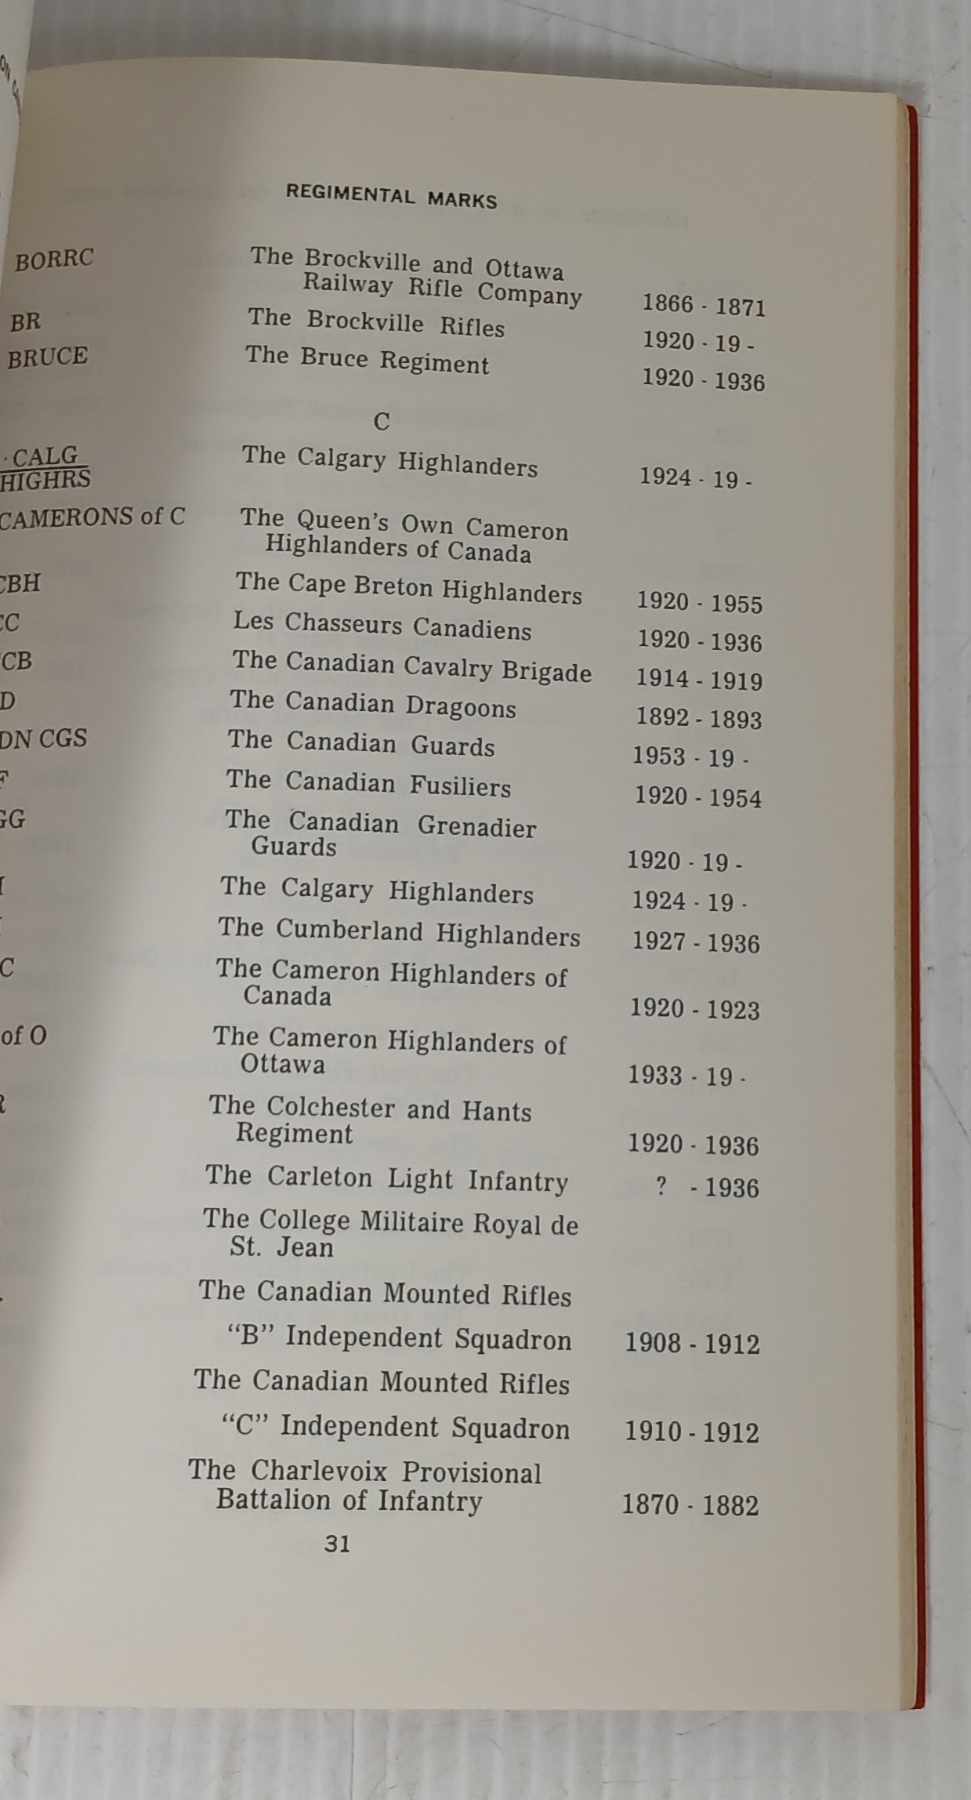 REGIMENTAL MARKS
BORRC The Brockville and Ottawa
Railway Rifle Company 1866 - 1871
BR The Brockville Rifles 1920 - 19 -
BRUCE The Bruce Regiment 1920 - 1936
C
CALG The Calgary Highlanders 1924 - 19 -
HIGHRS
CAMERONS of C The Queen's Own Cameron
Highlanders of Canada
CBH The Cape Breton Highlanders 1920 - 1955
CC Les Chasseurs Canadiens 1920 - 1936
CB The Canadian Cavalry Brigade 1914 - 1919
D The Canadian Dragoons 1892 - 1893
DN CGS The Canadian Guards 1953 - 19 -
F The Canadian Fusiliers 1920 - 1954
GG The Canadian Grenadier
Guards 1920 - 19 -
The Calgary Highlanders 1924 - 19 -
The Cumberland Highlanders 1927 - 1936
C The Cameron Highlanders of
Canada 1920 - 1923
of O The Cameron Highlanders of
Ottawa 1933 - 19 -
R The Colchester and Hants
Regiment 1920 - 1936
The Carleton Light Infantry ? - 1936
The College Militaire Royal de
St. Jean
The Canadian Mounted Rifles
"B" Independent Squadron 1908 - 1912
The Canadian Mounted Rifles
"C" Independent Squadron 1910 - 1912
The Charlevoix Provisional
Battalion of Infantry 1870 - 1882
31